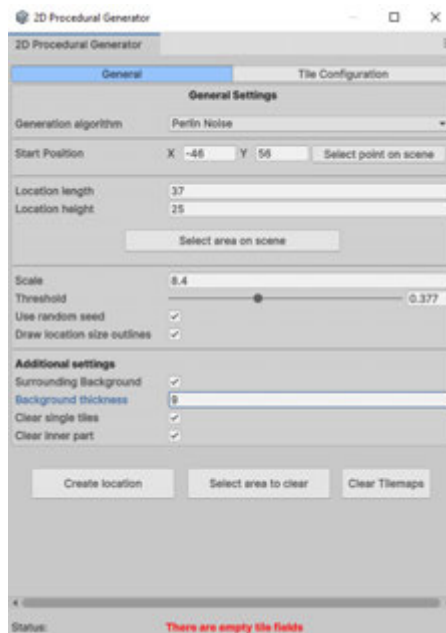 2D Procedural Generator
2D Procedural Generator
General Tile Configuration
General Settings
Generation algorithm Perlin Noise
Start Position X -46 Y 56 Select point on scene
Location length 37
Location height 25
Select area on scene
Scale 8.4
Threshold 0.377
Use random seed
Draw location size outlines
Additional settings
Surrounding Background
Background thickness 9
Clear single tiles
Clear inner part
Create location Select area to clear Clear Tilemaps
Status: There are empty tile fields